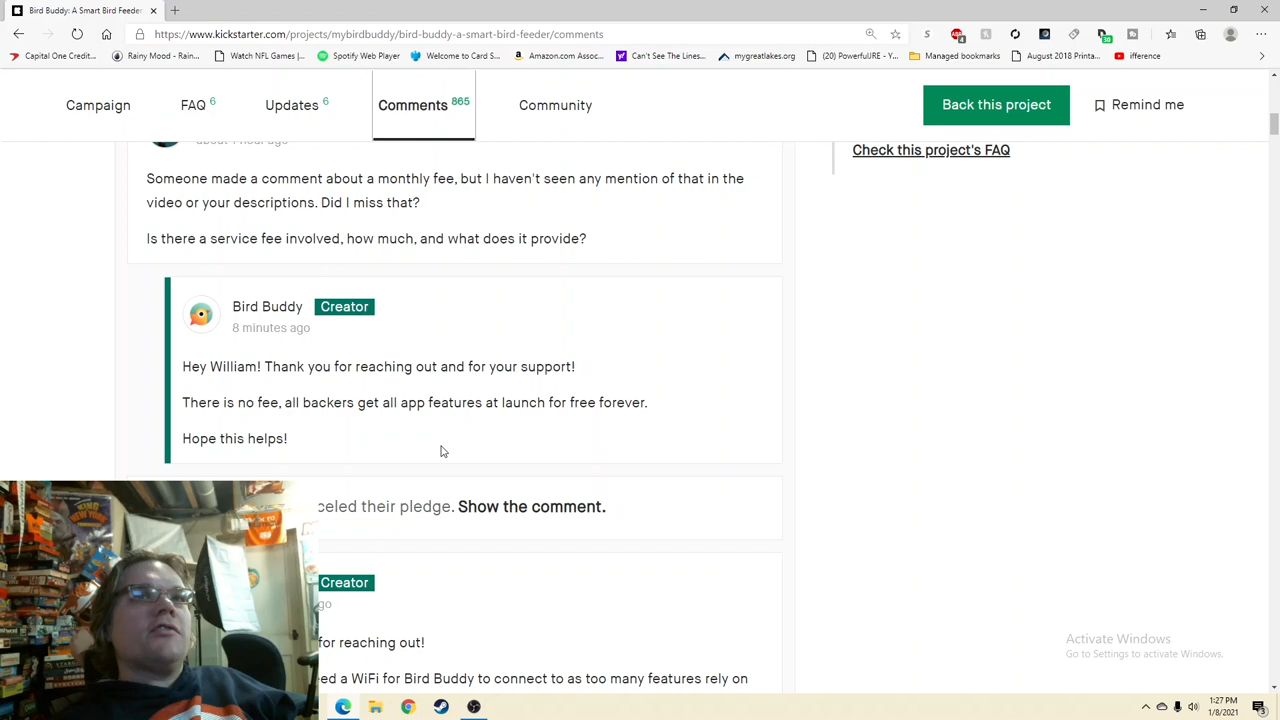 Bird Buddy: A Smart Bird Feeder
https://www.kickstarter.com/projects/mybirdbuddy/bird-buddy-a-smart-bird-feeder/comments
Capital One Credit... Rainy Mood - Rain... Watch NFL Games |... Spotify Web Player Welcome to Card S... Amazon.com Assoc... Can't See The Lines... mygreatlakes.org (20) PowerfulURE - Y... Managed bookmarks August 2018 Printa... ifference
Campaign FAQ 6 Updates 6 Comments 865 Community Back this project Remind me
about 1 hour ago
Check this project's FAQ
Someone made a comment about a monthly fee, but I haven't seen any mention of that in the
video or your descriptions. Did I miss that?
Is there a service fee involved, how much, and what does it provide?
Bird Buddy Creator
8 minutes ago
Hey William! Thank you for reaching out and for your support!
There is no fee, all backers get all app features at launch for free forever.
Hope this helps!
celed their pledge. Show the comment.
Creator
go
for reaching out!
eed a WiFi for Bird Buddy to connect to as too many features rely on
Activate Windows
Go to Settings to activate Windows.
1:27 PM
1/8/2021